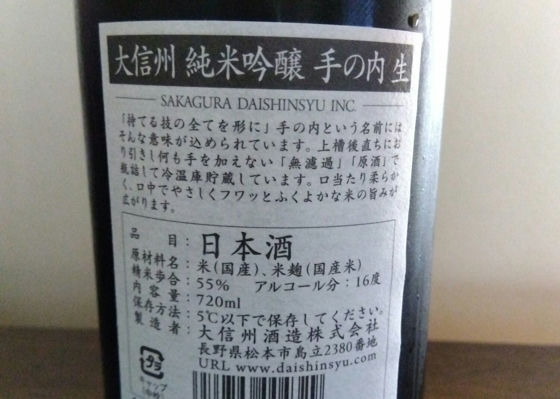 大信州 純米吟醸 手の内 生
SAKAGURA DAISHINSYU INC.
「持てる技の全てを形に」手の内という名前には
そんな意味が込められています。上槽後直ちにお
り引きし何も手を加えない「無濾過」「原酒」で
瓶詰して冷温庫貯蔵しています。口当たり柔らか
く、口中でやさしくフワッとふくよかな米の旨みが
広がります。
品目：日本酒
原材料名：米(国産)、米麹(国産米)
精米歩合：55% アルコール分：16度
内容量：720ml
保存方法：5℃以下で保存してください。
製造者：大信州酒造株式会社
長野県松本市島立2380番地
URL www.daishinsyu.com
プラ
キャップ